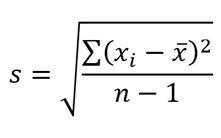 s = √(∑(xᵢ − x̄)² / (n − 1))